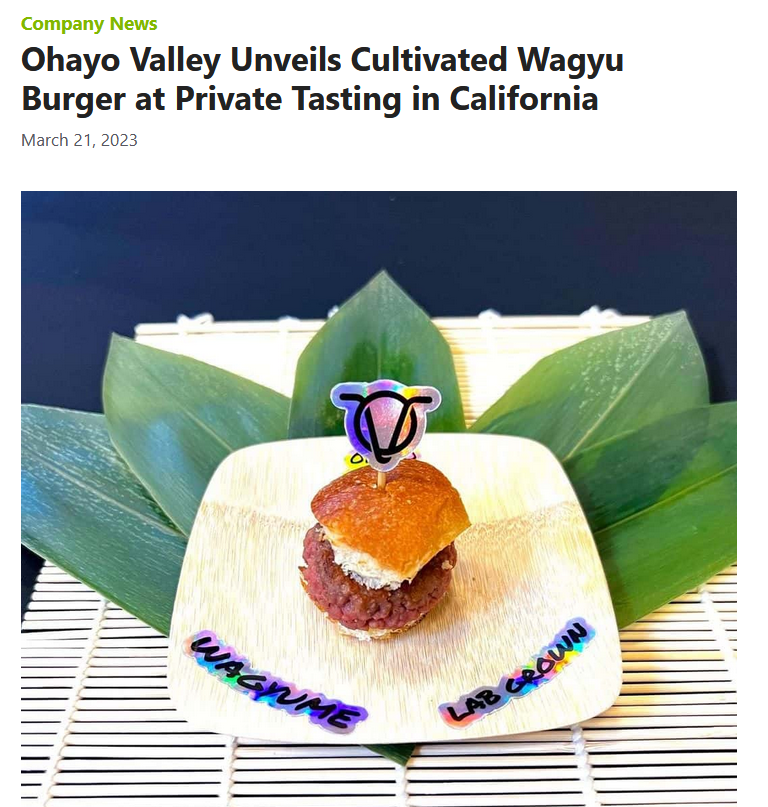 Company News
Ohayo Valley Unveils Cultivated Wagyu
Burger at Private Tasting in California
March 21, 2023
WAGYUME
LAB GROWN